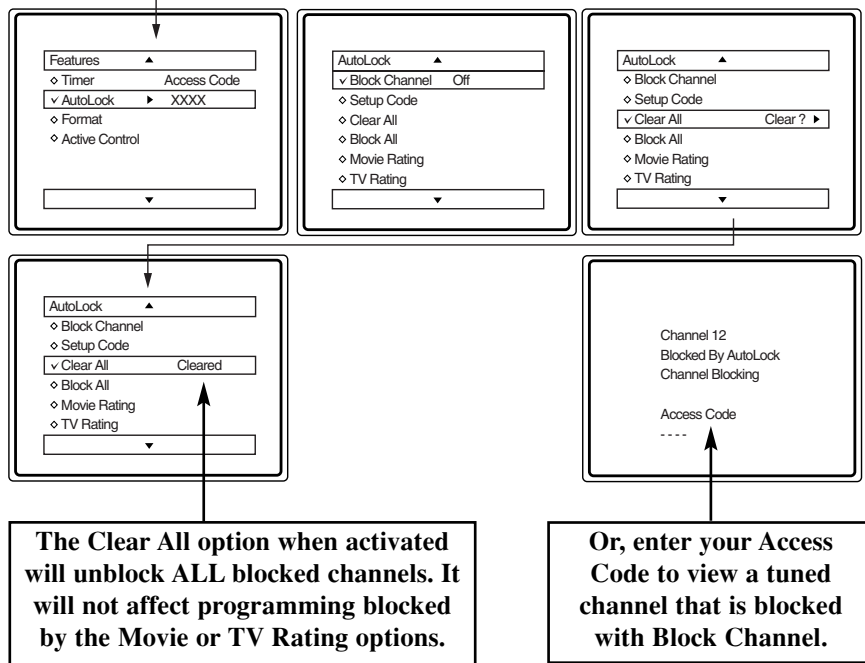 Features ▲
◇ Timer Access Code
✓ AutoLock ▶ XXXX
◇ Format
◇ Active Control
▼
AutoLock ▲
✓ Block Channel Off
◇ Setup Code
◇ Clear All
◇ Block All
◇ Movie Rating
◇ TV Rating
▼
AutoLock ▲
◇ Block Channel
◇ Setup Code
✓ Clear All Clear ? ▶
◇ Block All
◇ Movie Rating
◇ TV Rating
▼
AutoLock ▲
◇ Block Channel
◇ Setup Code
✓ Clear All Cleared
◇ Block All
◇ Movie Rating
◇ TV Rating
▼
Channel 12
Blocked By AutoLock
Channel Blocking
Access Code
- - - -
The Clear All option when activated
will unblock ALL blocked channels. It
will not affect programming blocked
by the Movie or TV Rating options.
Or, enter your Access
Code to view a tuned
channel that is blocked
with Block Channel.